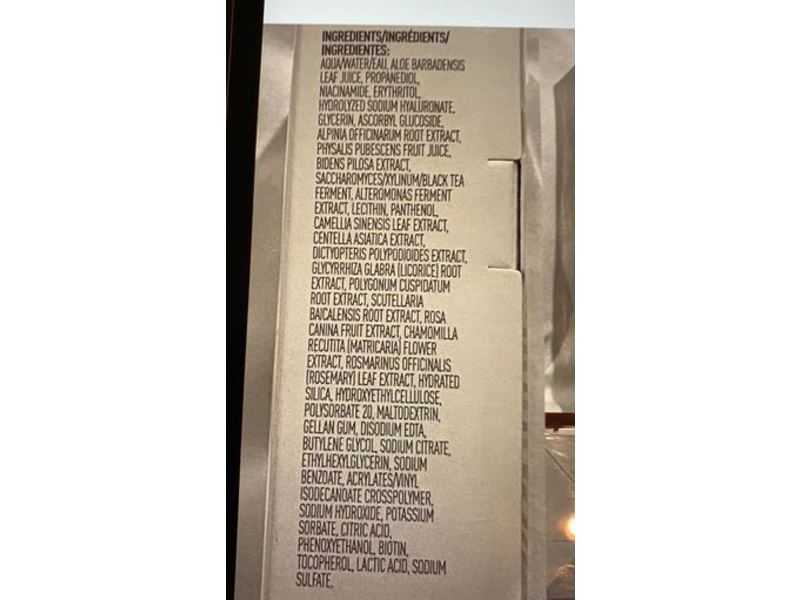 INGREDIENTS/INGRÉDIENTS/
INGREDIENTES:
AQUA/WATER/EAU, ALOE BARBADENSIS
LEAF JUICE, PROPANEDIOL,
NIACINAMIDE, ERYTHRITOL,
HYDROLYZED SODIUM HYALURONATE,
GLYCERIN, ASCORBYL GLUCOSIDE,
ALPINIA OFFICINARUM ROOT EXTRACT,
PHYSALIS PUBESCENS FRUIT JUICE,
BIDENS PILOSA EXTRACT,
SACCHAROMYCES/XYLINUM/BLACK TEA
FERMENT, ALTEROMONAS FERMENT
EXTRACT, LECITHIN, PANTHENOL,
CAMELLIA SINENSIS LEAF EXTRACT,
CENTELLA ASIATICA EXTRACT,
DICTYOPTERIS POLYPODIOIDES EXTRACT,
GLYCYRRHIZA GLABRA (LICORICE) ROOT
EXTRACT, POLYGONUM CUSPIDATUM
ROOT EXTRACT, SCUTELLARIA
BAICALENSIS ROOT EXTRACT, ROSA
CANINA FRUIT EXTRACT, CHAMOMILLA
RECUTITA (MATRICARIA) FLOWER
EXTRACT, ROSMARINUS OFFICINALIS
(ROSEMARY) LEAF EXTRACT, HYDRATED
SILICA, HYDROXYETHYLCELLULOSE,
POLYSORBATE 20, MALTODEXTRIN,
GELLAN GUM, DISODIUM EDTA,
BUTYLENE GLYCOL, SODIUM CITRATE,
ETHYLHEXYLGLYCERIN, SODIUM
BENZOATE, ACRYLATES/VINYL
ISODECANOATE CROSSPOLYMER,
SODIUM HYDROXIDE, POTASSIUM
SORBATE, CITRIC ACID,
PHENOXYETHANOL, BIOTIN,
TOCOPHEROL, LACTIC ACID, SODIUM
SULFATE.